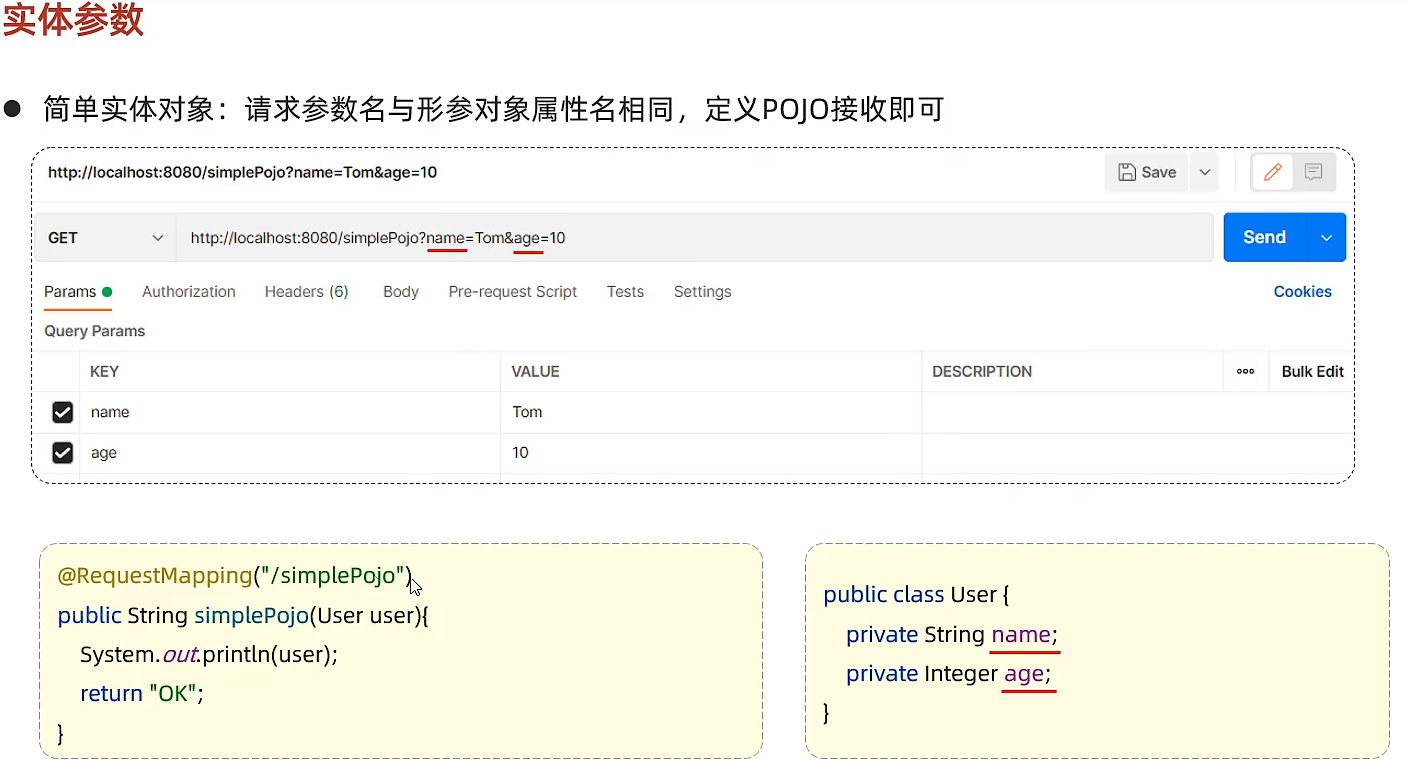 实体参数
● 简单实体对象：请求参数名与形参对象属性名相同，定义POJO接收即可
http://localhost:8080/simplePojo?name=Tom&age=10
Save
GET
http://localhost:8080/simplePojo?name=Tom&age=10
Send
Params Authorization Headers (6) Body Pre-request Script Tests Settings Cookies
Query Params
KEY VALUE DESCRIPTION ooo Bulk Edit
name Tom
age 10
@RequestMapping("/simplePojo")
public String simplePojo(User user){
System.out.println(user);
return "OK";
}
public class User {
private String name;
private Integer age;
}